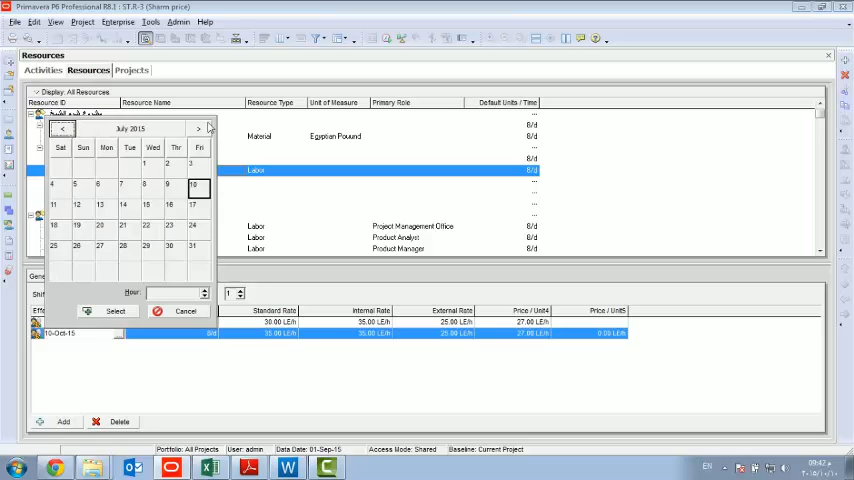 Primavera P6 Professional R8.1 : ST.R-3 (Sharm price)
File Edit View Project Enterprise Tools Admin Help
Resources
Activities Resources Projects
Display: All Resources
Resource ID Resource Name Resource Type Unit of Measure Primary Role Default Units / Time
...
8/d
Material Egyptian Pouund 8/d
8/d
Labor 8/d
...
...
...
...
Labor Project Management Office 8/d
Labor Product Analyst 8/d
Labor Product Manager 8/d
< July 2015 >
Sat Sun Mon Tue Wed Thr Fri
1 2 3
4 5 6 7 8 9 10
11 12 13 14 15 16 17
18 19 20 21 22 23 24
25 26 27 28 29 30 31
Hour:
Select Cancel
1
Standard Rate Internal Rate External Rate Price / Unit4 Price / Unit5
30.00 LE/h 35.00 LE/h 25.00 LE/h 27.00 LE/h
10-Oct-15 ... 8/d 35.00 LE/h 35.00 LE/h 25.00 LE/h 27.00 LE/h 0.00 LE/h
Add Delete
Portfolio: All Projects User: admin Data Date: 01-Sep-15 Access Mode: Shared Baseline: Current Project
EN
٠٩:٤٢ م
٢٠١٥/١٠/١٠